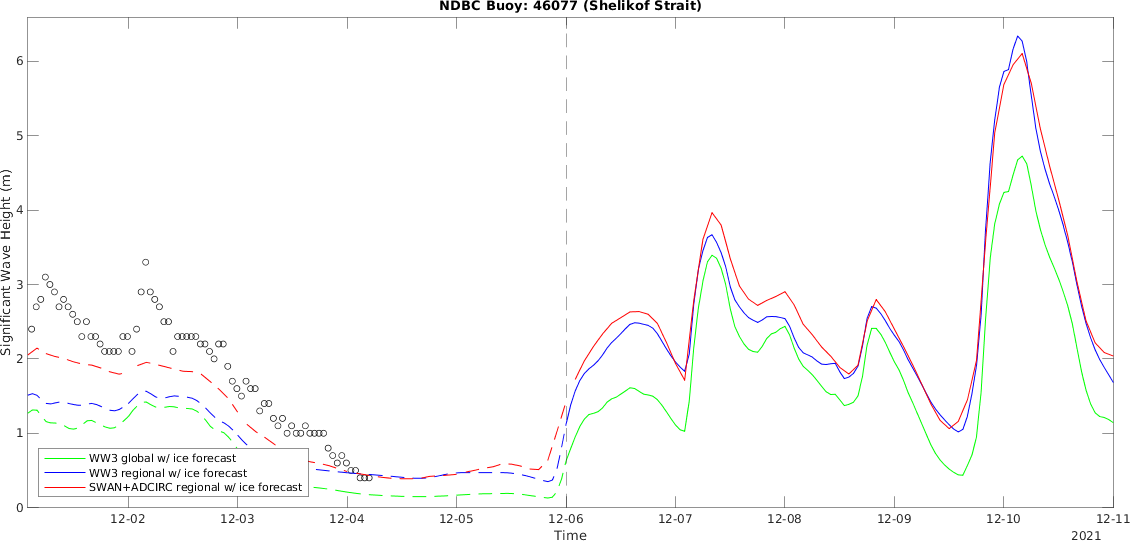 NDBC Buoy: 46077 (Shelikof Strait)
Significant Wave Height (m)
6
5
4
3
2
1
0
WW3 global w/ ice forecast
WW3 regional w/ ice forecast
SWAN+ADCIRC regional w/ ice forecast
12-02 12-03 12-04 12-05 12-06 12-07 12-08 12-09 12-10 12-11
Time
2021